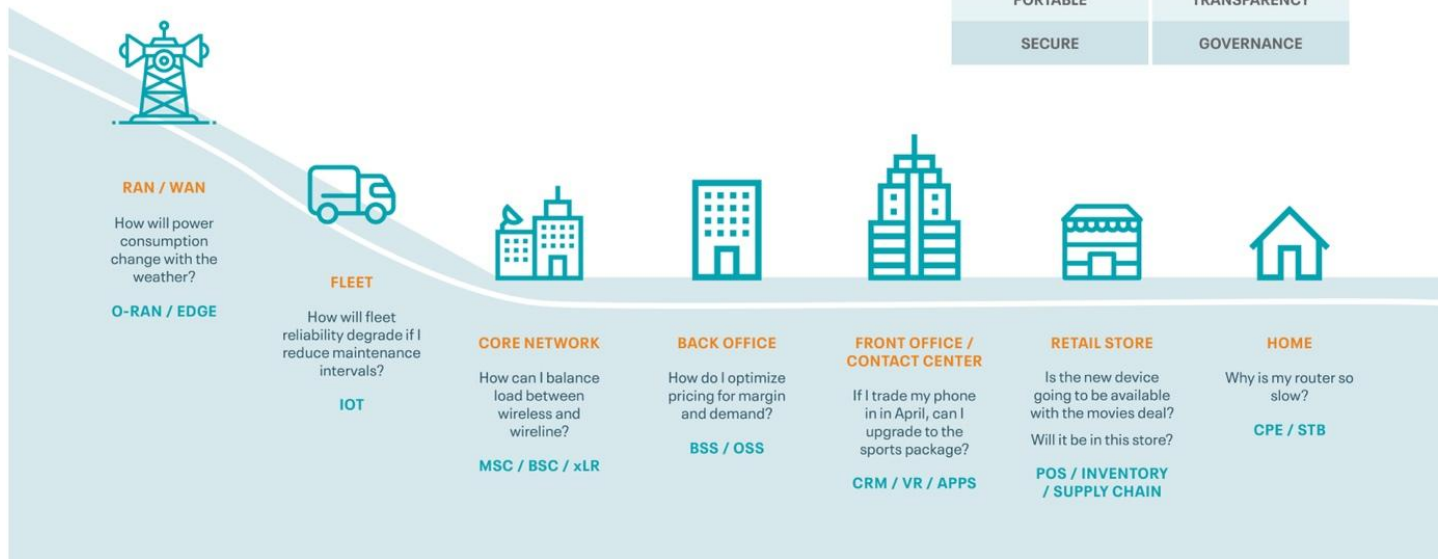 PORTABLE TRANSPARENCY
SECURE GOVERNANCE
RAN / WAN
How will power
consumption
change with the
weather?
O-RAN / EDGE
FLEET
How will fleet
reliability degrade if I
reduce maintenance
intervals?
IOT
CORE NETWORK
How can I balance
load between
wireless and
wireline?
MSC / BSC / xLR
BACK OFFICE
How do I optimize
pricing for margin
and demand?
BSS / OSS
FRONT OFFICE /
CONTACT CENTER
If I trade my phone
in in April, can I
upgrade to the
sports package?
CRM / VR / APPS
RETAIL STORE
Is the new device
going to be available
with the movies deal?
Will it be in this store?
POS / INVENTORY
/ SUPPLY CHAIN
HOME
Why is my router so
slow?
CPE / STB